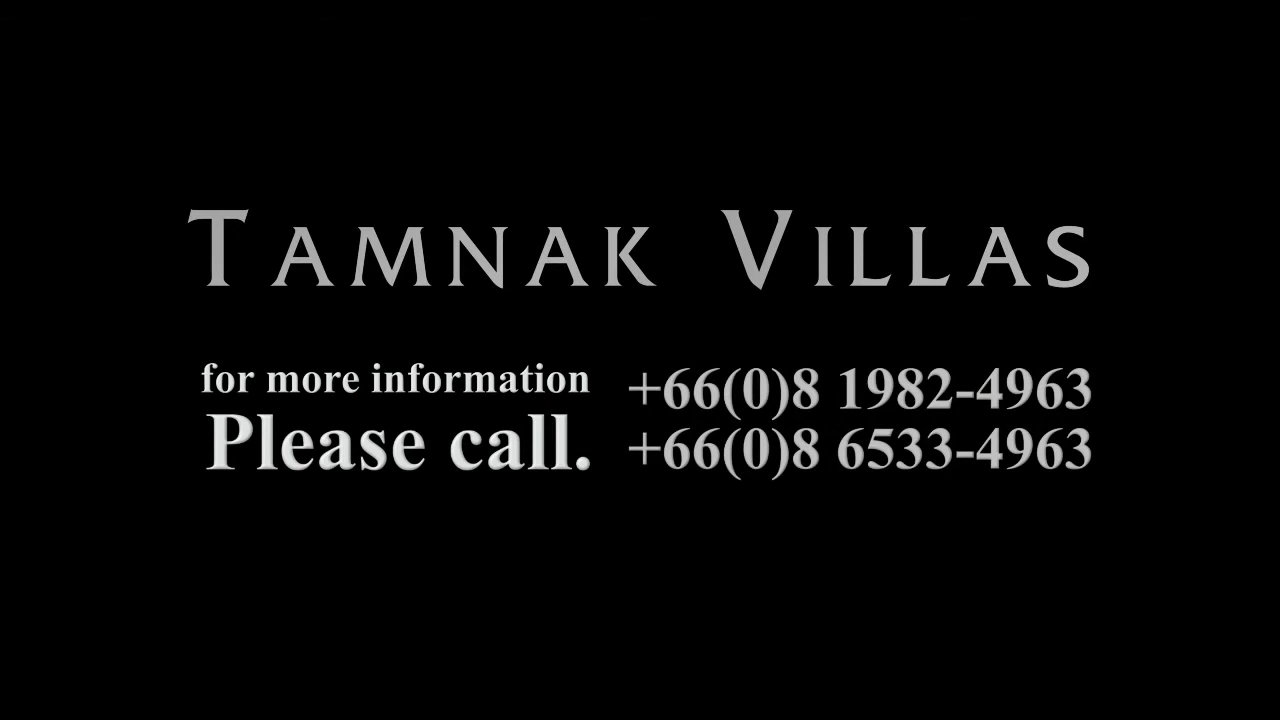 TAMNAK VILLAS
for more information
Please call.
+66(0)8 1982-4963
+66(0)8 6533-4963